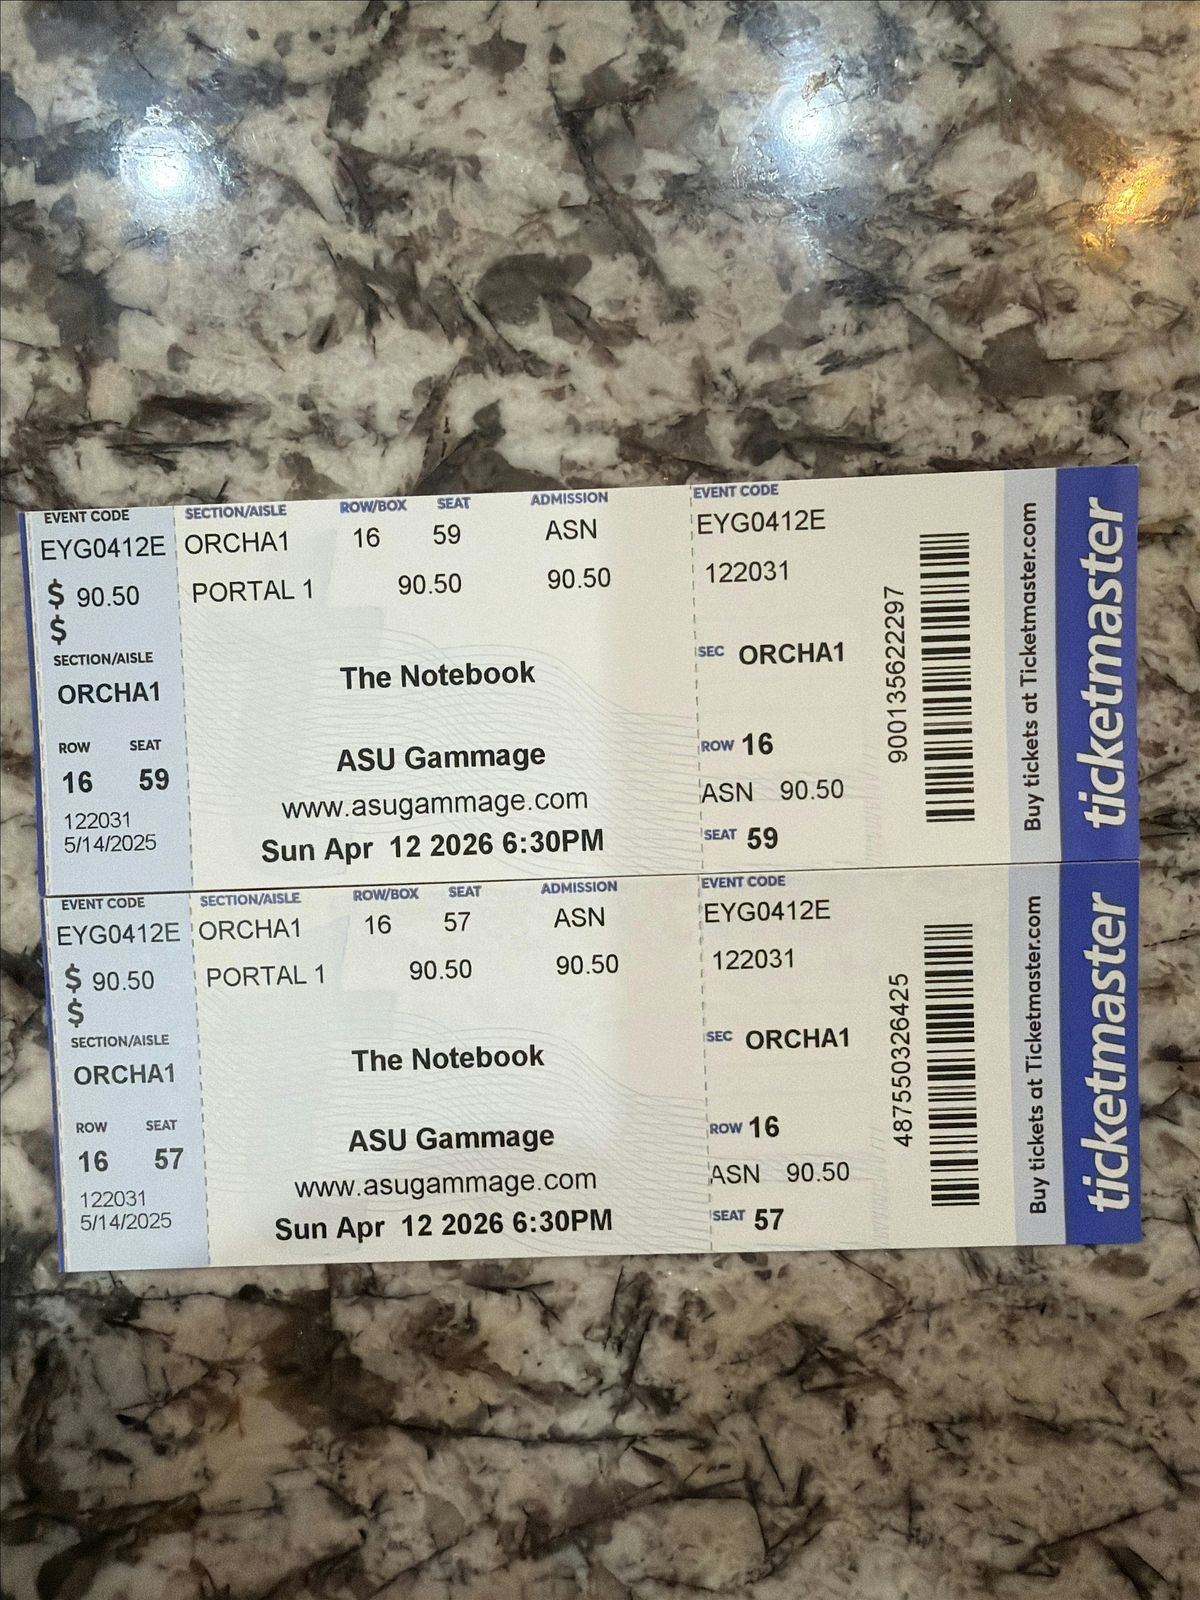 EVENT CODE
EYG0412E
$ 90.50
$
SECTION/AISLE
ORCHA1
ROW SEAT
16 59
122031
5/14/2025
SECTION/AISLE ROW/BOX SEAT ADMISSION
ORCHA1 16 59 ASN
PORTAL 1 90.50 90.50
The Notebook
ASU Gammage
www.asugammage.com
Sun Apr 12 2026 6:30PM
EVENT CODE
EYG0412E
122031
SEC ORCHA1
ROW 16
ASN 90.50
SEAT 59
900135622297
Buy tickets at Ticketmaster.com
ticketmaster
EVENT CODE
EYG0412E
$ 90.50
$
SECTION/AISLE
ORCHA1
ROW SEAT
16 57
122031
5/14/2025
SECTION/AISLE ROW/BOX SEAT ADMISSION
ORCHA1 16 57 ASN
PORTAL 1 90.50 90.50
The Notebook
ASU Gammage
www.asugammage.com
Sun Apr 12 2026 6:30PM
EVENT CODE
EYG0412E
122031
SEC ORCHA1
ROW 16
ASN 90.50
SEAT 57
487550326425
Buy tickets at Ticketmaster.com
ticketmaster